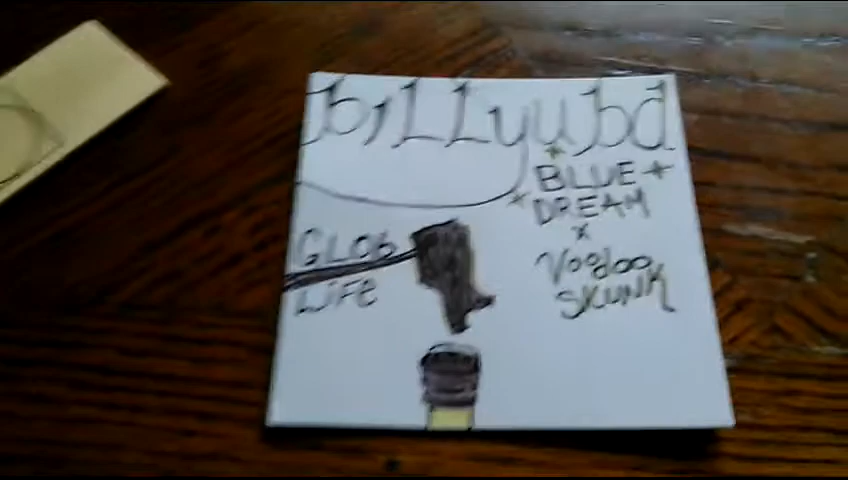 billyubd
BLUE
DREAM
x
Voodoo
SKUNK
GLOB
LiFe